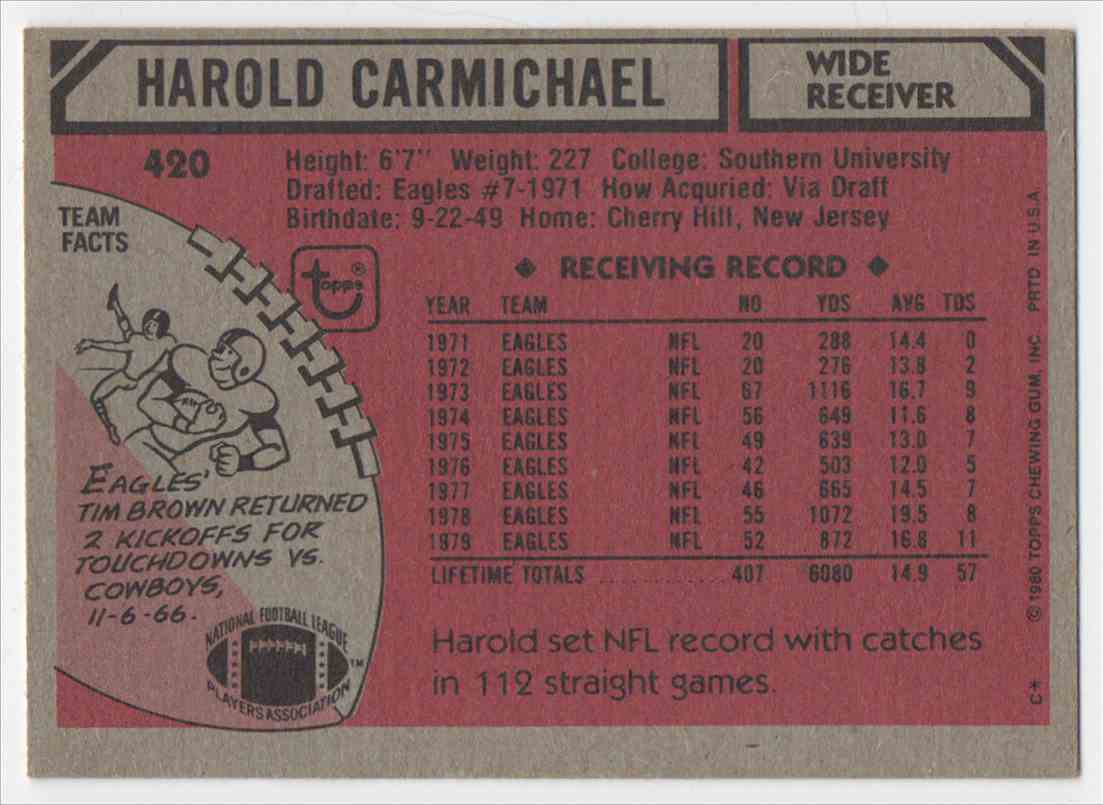 HAROLD CARMICHAEL
WIDE
RECEIVER
420
Height: 6'7" Weight: 227 College: Southern University
Drafted: Eagles #7-1971 How Acquried: Via Draft
Birthdate: 9-22-49 Home: Cherry Hill, New Jersey
TEAM
FACTS
topps®
RECEIVING RECORD
YEAR TEAM NO YDS AVG TDS
1971 EAGLES NFL 20 288 14.4 0
1972 EAGLES NFL 20 276 13.8 2
1973 EAGLES NFL 67 1116 16.7 9
1974 EAGLES NFL 56 649 11.6 8
1975 EAGLES NFL 49 639 13.0 7
1976 EAGLES NFL 42 503 12.0 5
1977 EAGLES NFL 46 665 14.5 7
1978 EAGLES NFL 55 1072 19.5 8
1979 EAGLES NFL 52 872 16.8 11
LIFETIME TOTALS 407 6080 14.9 57
Harold set NFL record with catches
in 112 straight games.
EAGLES'
TIM BROWN RETURNED
2 KICKOFFS FOR
TOUCHDOWNS VS.
COWBOYS,
11-6-66.
NATIONAL FOOTBALL LEAGUE
PLAYERS ASSOCIATION
TM
C* © 1980 TOPPS CHEWING GUM, INC. PRTD IN U.S.A.